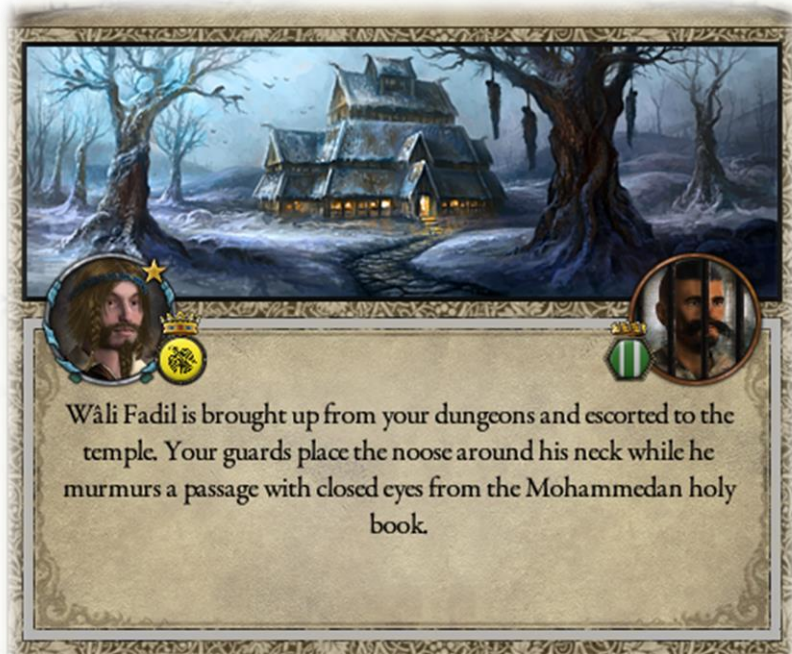 Wâli Fadil is brought up from your dungeons and escorted to the
temple. Your guards place the noose around his neck while he
murmurs a passage with closed eyes from the Mohammedan holy
book.